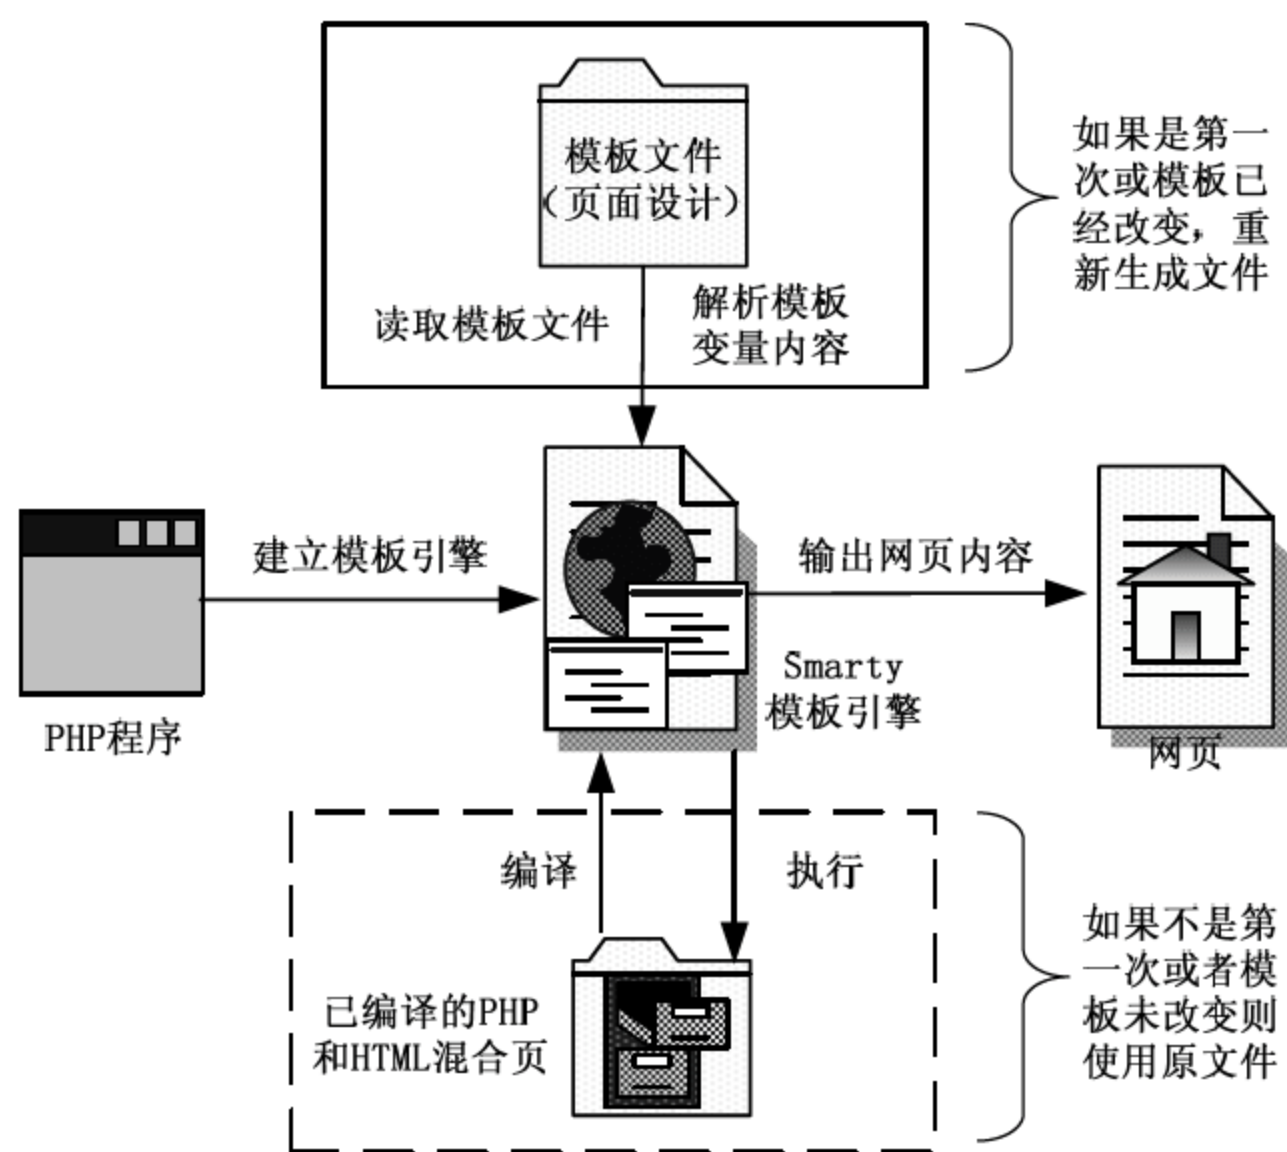 模板文件
（页面设计）
如果是第一
次或模板已
经改变，重
新生成文件
读取模板文件
解析模板
变量内容
建立模板引擎
输出网页内容
Smarty
模板引擎
PHP程序
网页
编译
执行
已编译的PHP
和HTML混合页
如果不是第
一次或者模
板未改变则
使用原文件